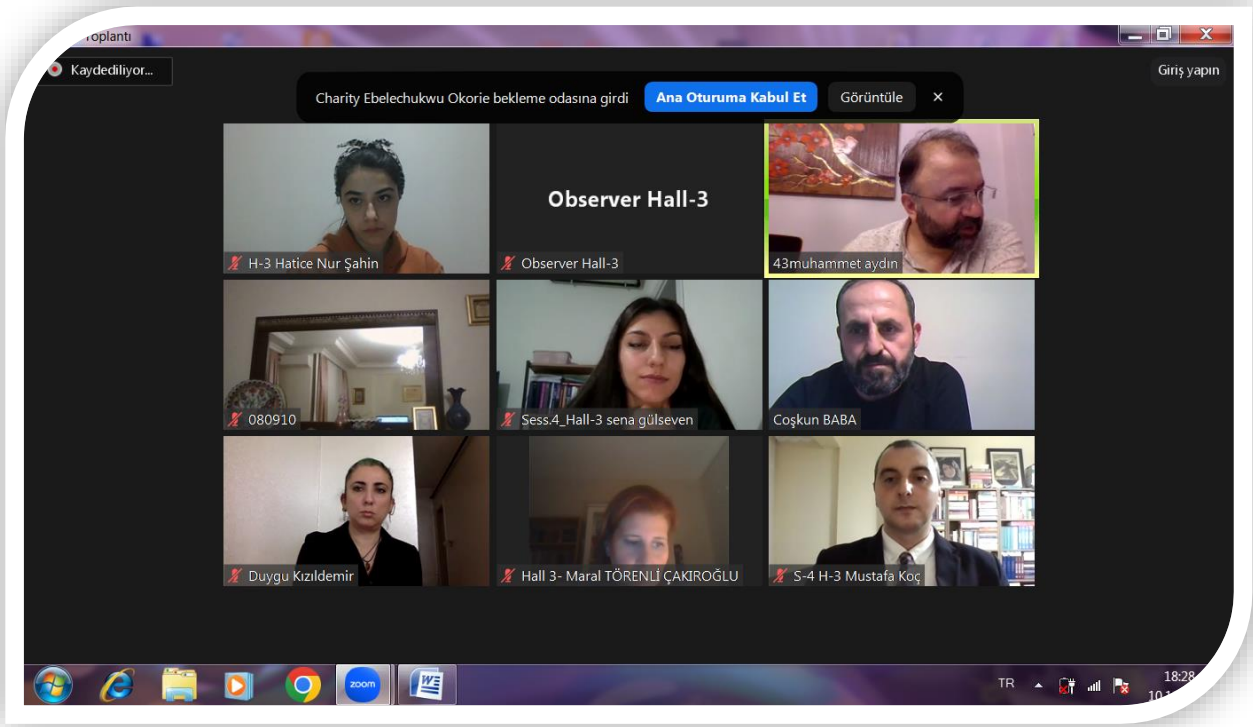 Toplantı
Kaydediliyor...
Giriş yapın
Charity Ebelechukwu Okorie bekleme odasına girdi
Ana Oturuma Kabul Et
Görüntüle
H-3 Hatice Nur Şahin
Observer Hall-3
Observer Hall-3
43muhammet aydın
080910
Sess.4_Hall-3 sena gülseven
Coşkun BABA
Duygu Kızıldemir
Hall 3- Maral TÖRENLİ ÇAKIROĞLU
S-4 H-3 Mustafa Koç
zoom
TR
18:28